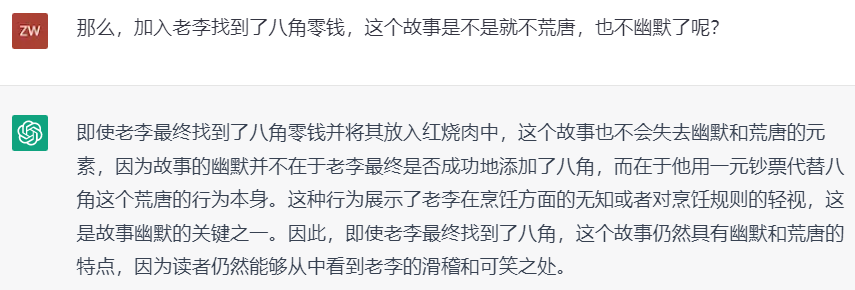 ZW
那么，加入老李找到了八角零钱，这个故事是不是就不荒唐，也不幽默了呢？
即使老李最终找到了八角零钱并将其放入红烧肉中，这个故事也不会失去幽默和荒唐的元
素，因为故事的幽默并不在于老李最终是否成功地添加了八角，而在于他用一元钞票代替八
角这个荒唐的行为本身。这种行为展示了老李在烹饪方面的无知或者对烹饪规则的轻视，这
是故事幽默的关键之一。因此，即使老李最终找到了八角，这个故事仍然具有幽默和荒唐的
特点，因为读者仍然能够从中看到老李的滑稽和可笑之处。